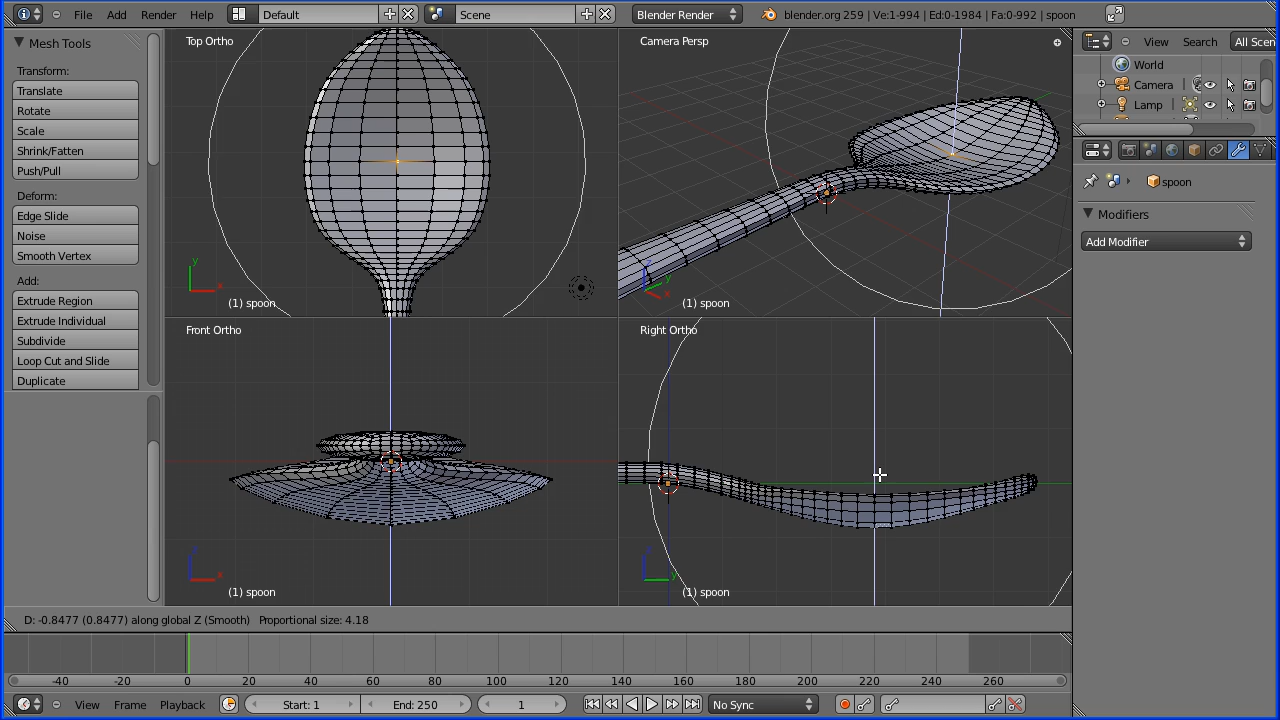 File Add Render Help Default Scene Blender Render blender.org 259 | Ve:1-994 | Ed:0-1984 | Fa:0-992 | spoon
Mesh Tools
Transform:
Translate
Rotate
Scale
Shrink/Fatten
Push/Pull
Deform:
Edge Slide
Noise
Smooth Vertex
Add:
Extrude Region
Extrude Individual
Subdivide
Loop Cut and Slide
Duplicate
Top Ortho
y
x
(1) spoon
Camera Persp
z
y
x
(1) spoon
Front Ortho
z
x
(1) spoon
Right Ortho
z
y
(1) spoon
View Search All Scen
World
Camera
Lamp
spoon
Modifiers
Add Modifier
D: -0.8477 (0.8477) along global Z (Smooth) Proportional size: 4.18
-40 -20 0 20 40 60 80 100 120 140 160 180 200 220 240 260
View Frame Playback Start: 1 End: 250 1 No Sync